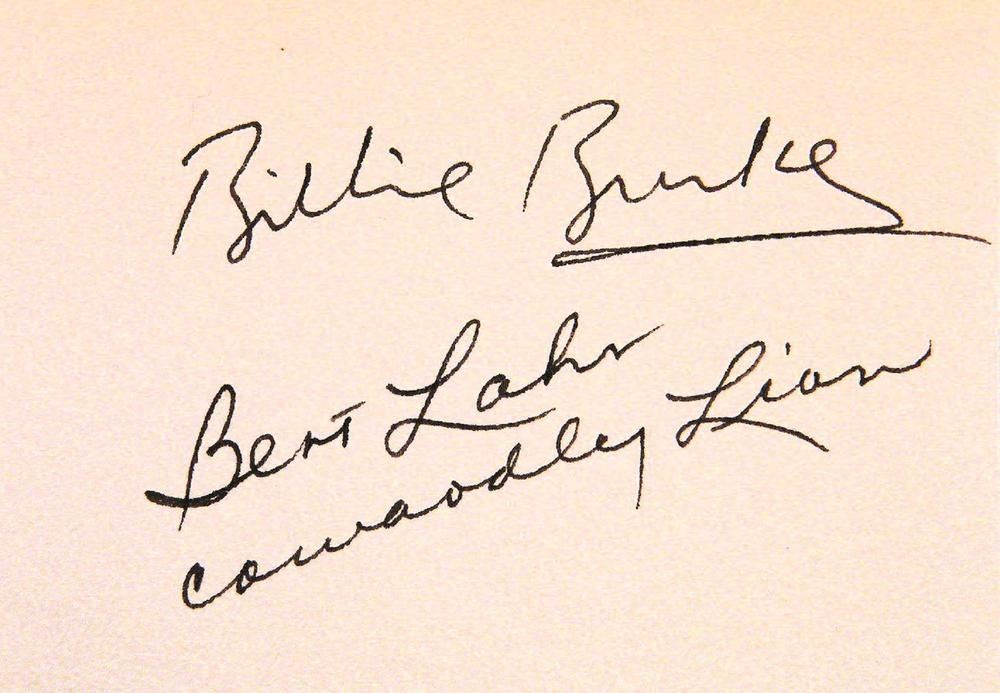 Billie Burke
Bert Lahr
cowardly Lion